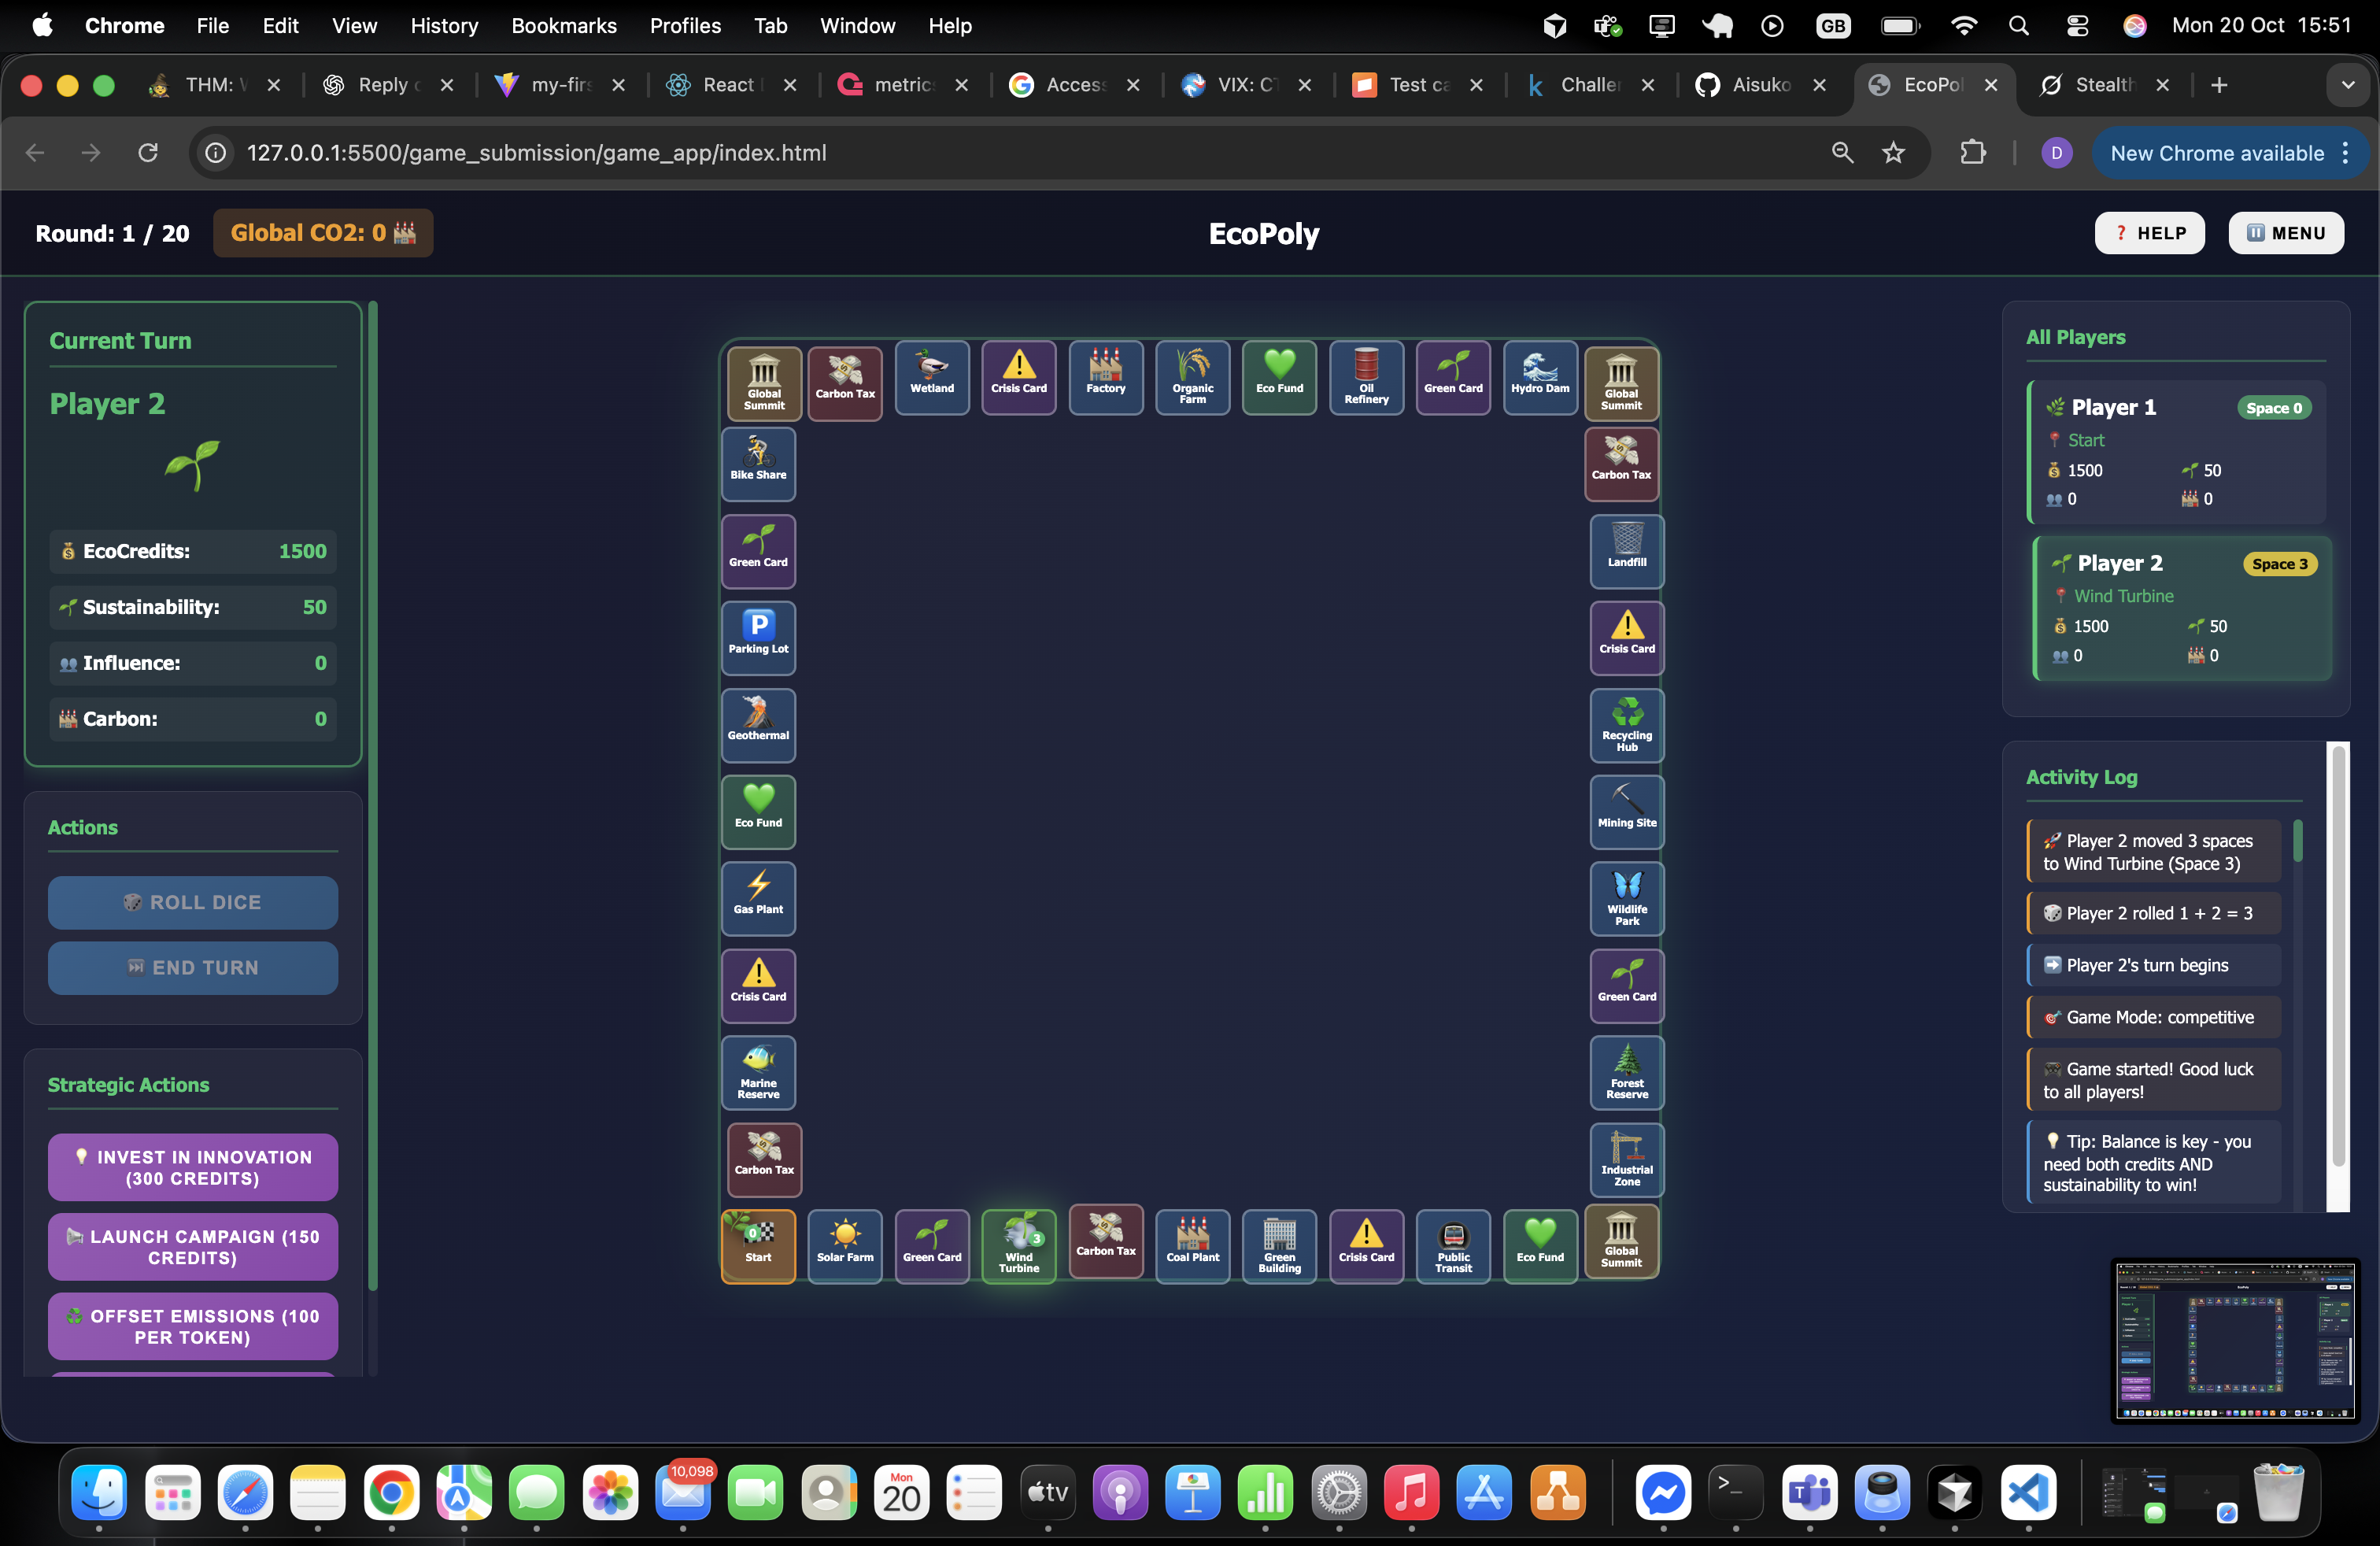 Chrome File Edit View History Bookmarks Profiles Tab Window Help GB Mon 20 Oct 15:51
THM: Reply my-firs React metric Access VIX: CT Test ca Challe Aisuko EcoPol Stealth
127.0.0.1:5500/game_submission/game_app/index.html D New Chrome available
Round: 1 / 20 Global CO2: 0 EcoPoly ? HELP MENU
Current Turn
Player 2
EcoCredits: 1500
Sustainability: 50
Influence: 0
Carbon: 0
Actions
ROLL DICE
END TURN
Strategic Actions
INVEST IN INNOVATION
(300 CREDITS)
LAUNCH CAMPAIGN (150
CREDITS)
OFFSET EMISSIONS (100
PER TOKEN)
Global
Summit
Carbon Tax
Wetland
Crisis Card
Factory
Organic
Farm
Eco Fund
Oil
Refinery
Green Card
Hydro Dam
Global
Summit
Bike Share
Carbon Tax
Green Card
Landfill
P
Parking Lot
Crisis Card
Geothermal
Recycling
Hub
Eco Fund
Mining Site
Gas Plant
Wildlife
Park
Crisis Card
Green Card
Marine
Reserve
Forest
Reserve
Carbon Tax
Industrial
Zone
0
Start
Solar Farm
Green Card
3
Wind
Turbine
Carbon Tax
Coal Plant
Green
Building
Crisis Card
Public
Transit
Eco Fund
Global
Summit
All Players
Player 1 Space 0
Start
1500 50
0 0
Player 2 Space 3
Wind Turbine
1500 50
0 0
Activity Log
Player 2 moved 3 spaces
to Wind Turbine (Space 3)
Player 2 rolled 1 + 2 = 3
Player 2's turn begins
Game Mode: competitive
Game started! Good luck
to all players!
Tip: Balance is key - you
need both credits AND
sustainability to win!
10,098
Mon
20
tv